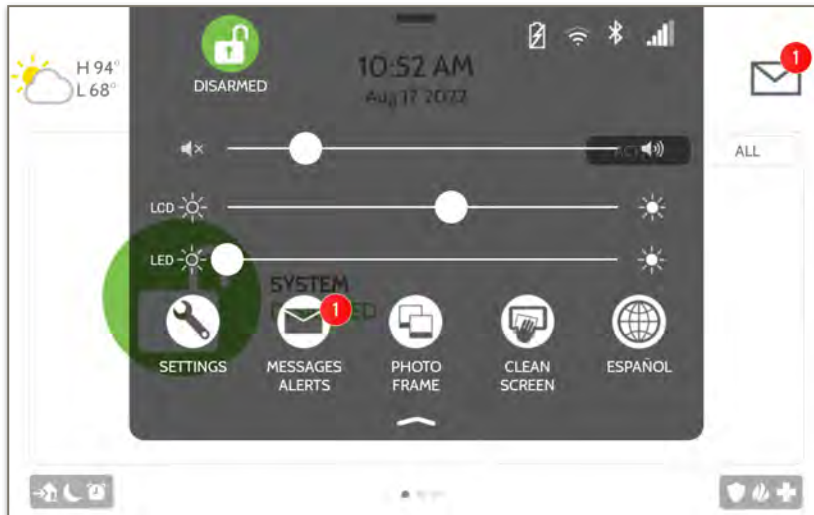 H 94°
L 68°
DISARMED
10:52 AM
Aug 17 2022
1
ALL
LCD
LED
SYSTEM
SETTINGS
1
MESSAGES
ALERTS
PHOTO
FRAME
CLEAN
SCREEN
ESPAÑOL